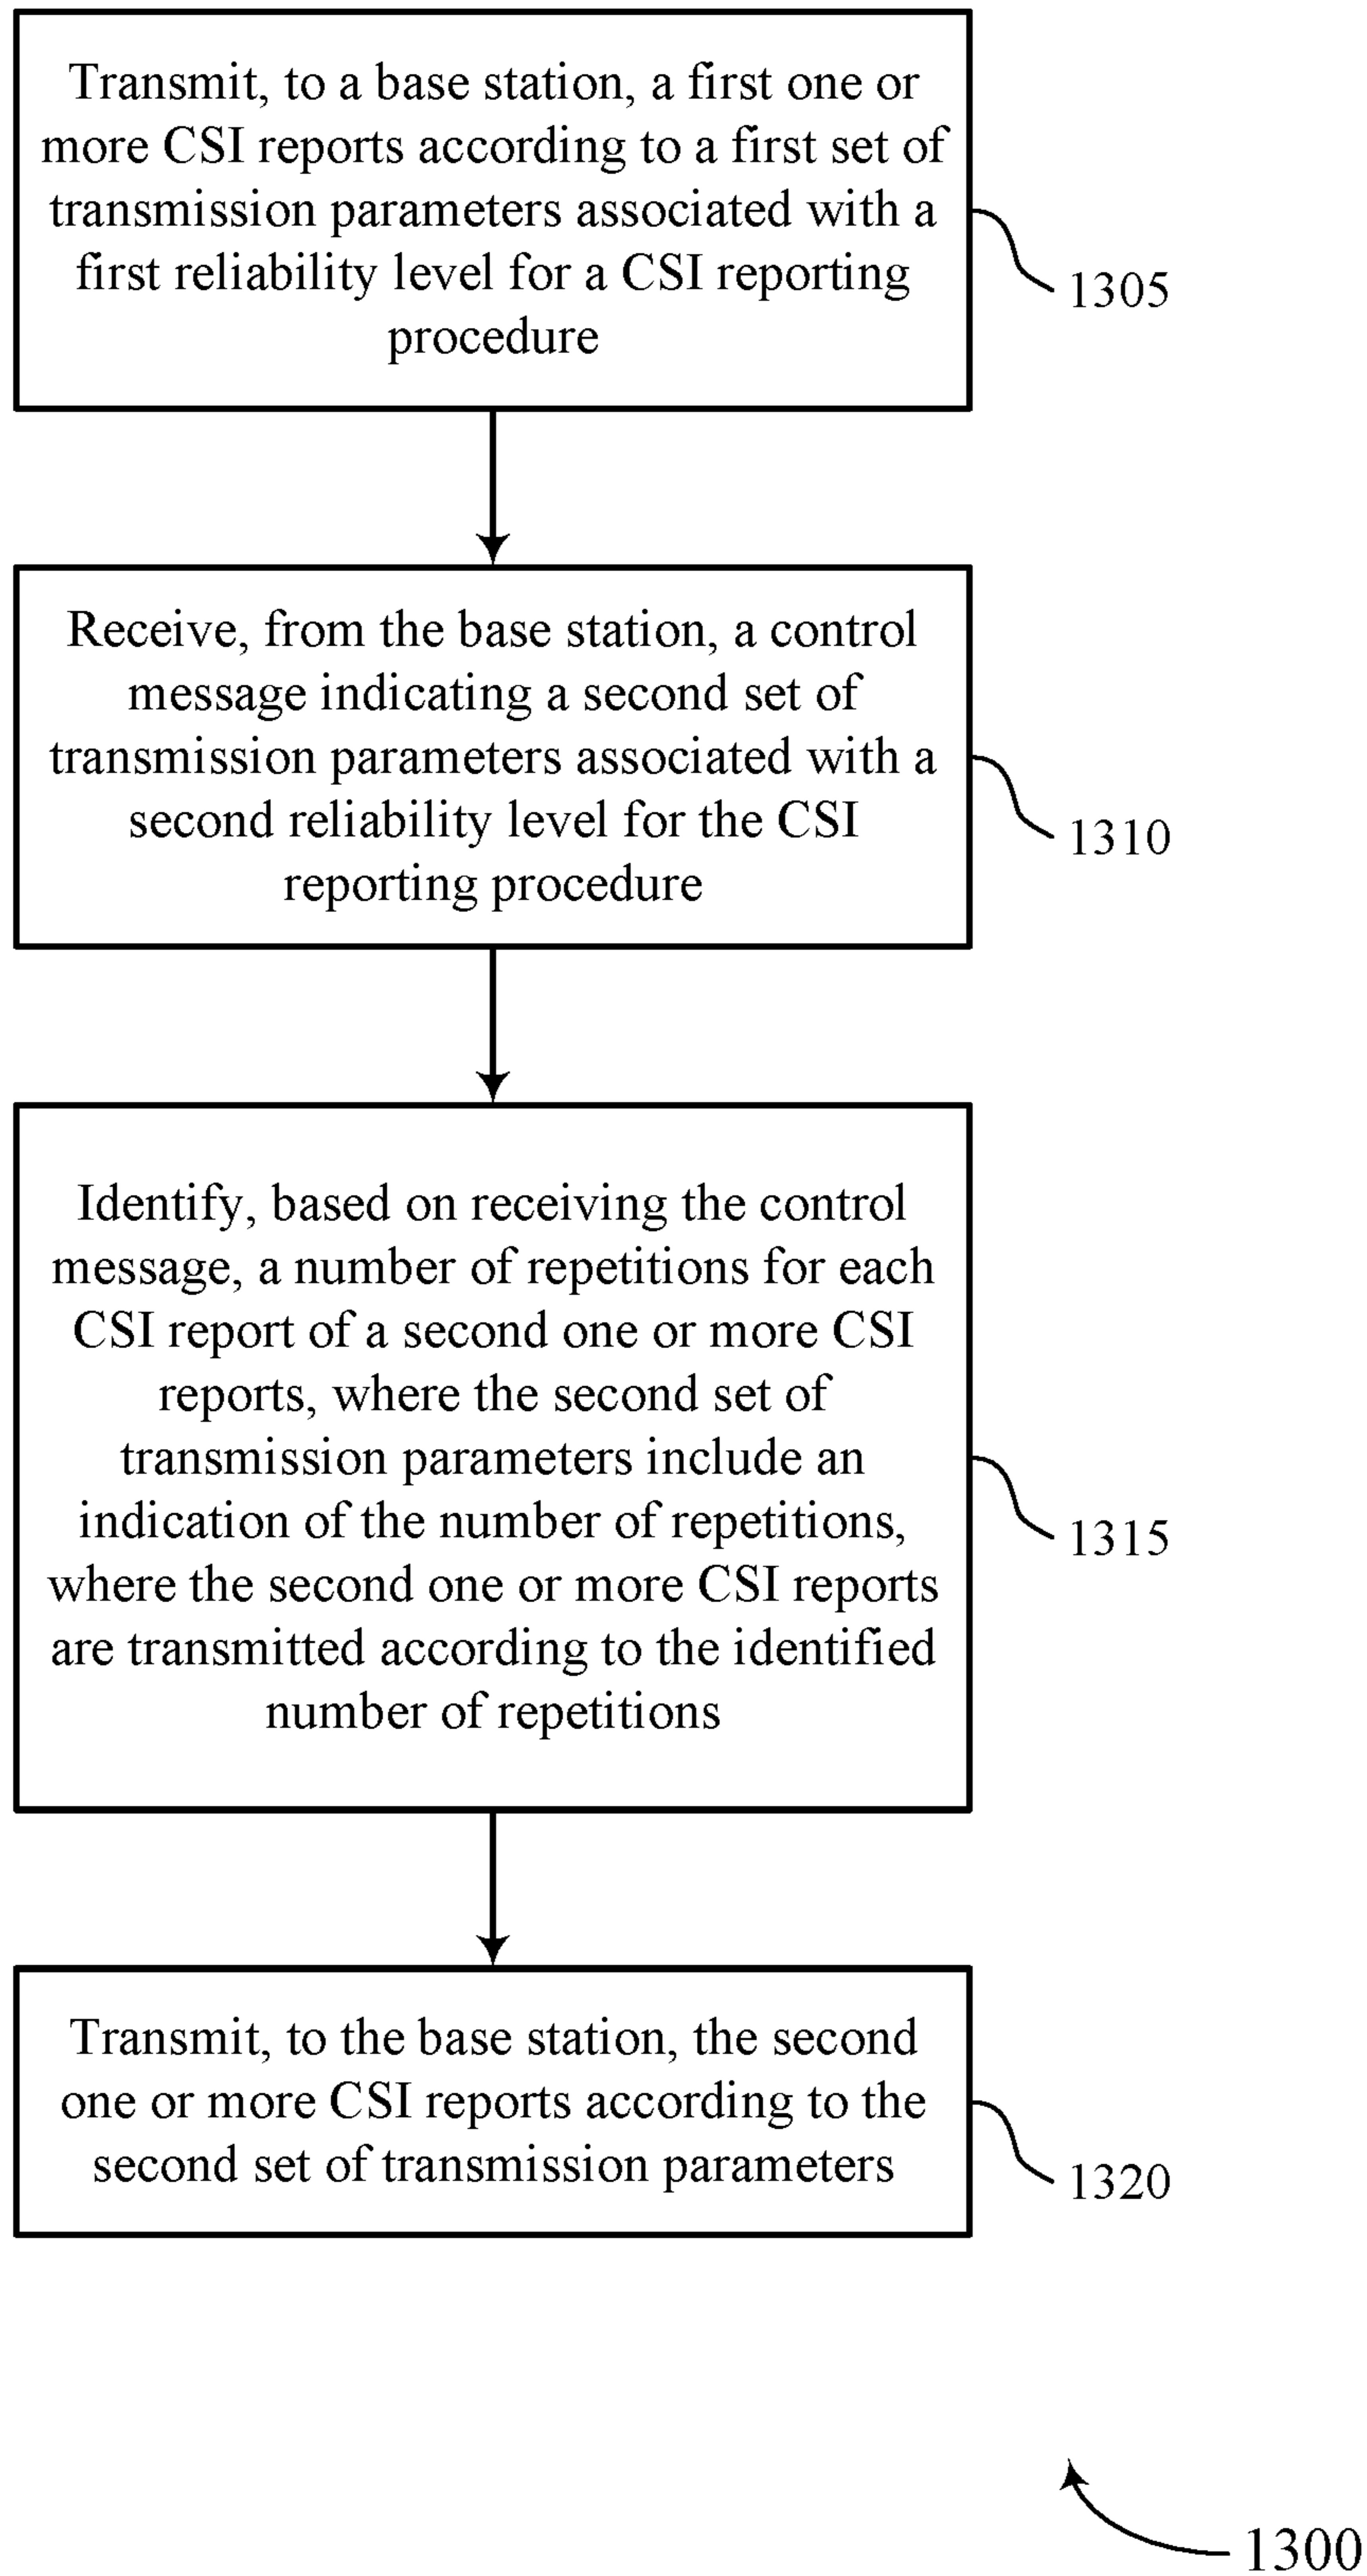 Transmit, to a base station, a first one or
more CSI reports according to a first set of
transmission parameters associated with a
first reliability level for a CSI reporting
procedure
1305
Receive, from the base station, a control
message indicating a second set of
transmission parameters associated with a
second reliability level for the CSI
reporting procedure
1310
Identify, based on receiving the control
message, a number of repetitions for each
CSI report of a second one or more CSI
reports, where the second set of
transmission parameters include an
indication of the number of repetitions,
where the second one or more CSI reports
are transmitted according to the identified
number of repetitions
1315
Transmit, to the base station, the second
one or more CSI reports according to the
second set of transmission parameters
1320
1300